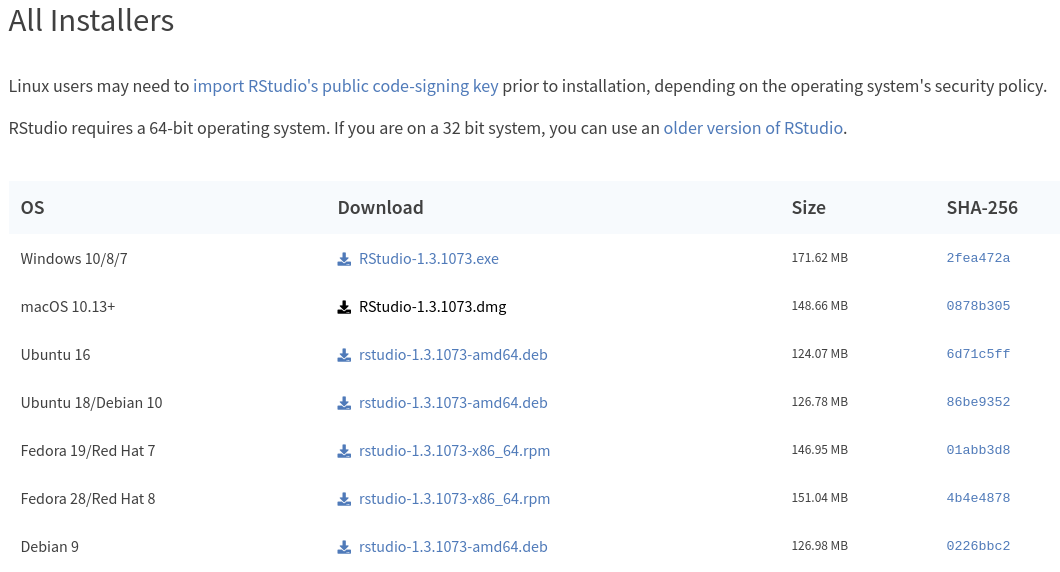 All Installers
Linux users may need to import RStudio's public code-signing key prior to installation, depending on the operating system's security policy.
RStudio requires a 64-bit operating system. If you are on a 32 bit system, you can use an older version of RStudio.
OS Download Size SHA-256
Windows 10/8/7 RStudio-1.3.1073.exe 171.62 MB 2fea472a
macOS 10.13+ RStudio-1.3.1073.dmg 148.66 MB 0878b305
Ubuntu 16 rstudio-1.3.1073-amd64.deb 124.07 MB 6d71c5ff
Ubuntu 18/Debian 10 rstudio-1.3.1073-amd64.deb 126.78 MB 86be9352
Fedora 19/Red Hat 7 rstudio-1.3.1073-x86_64.rpm 146.95 MB 01abb3d8
Fedora 28/Red Hat 8 rstudio-1.3.1073-x86_64.rpm 151.04 MB 4b4e4878
Debian 9 rstudio-1.3.1073-amd64.deb 126.98 MB 0226bbc2